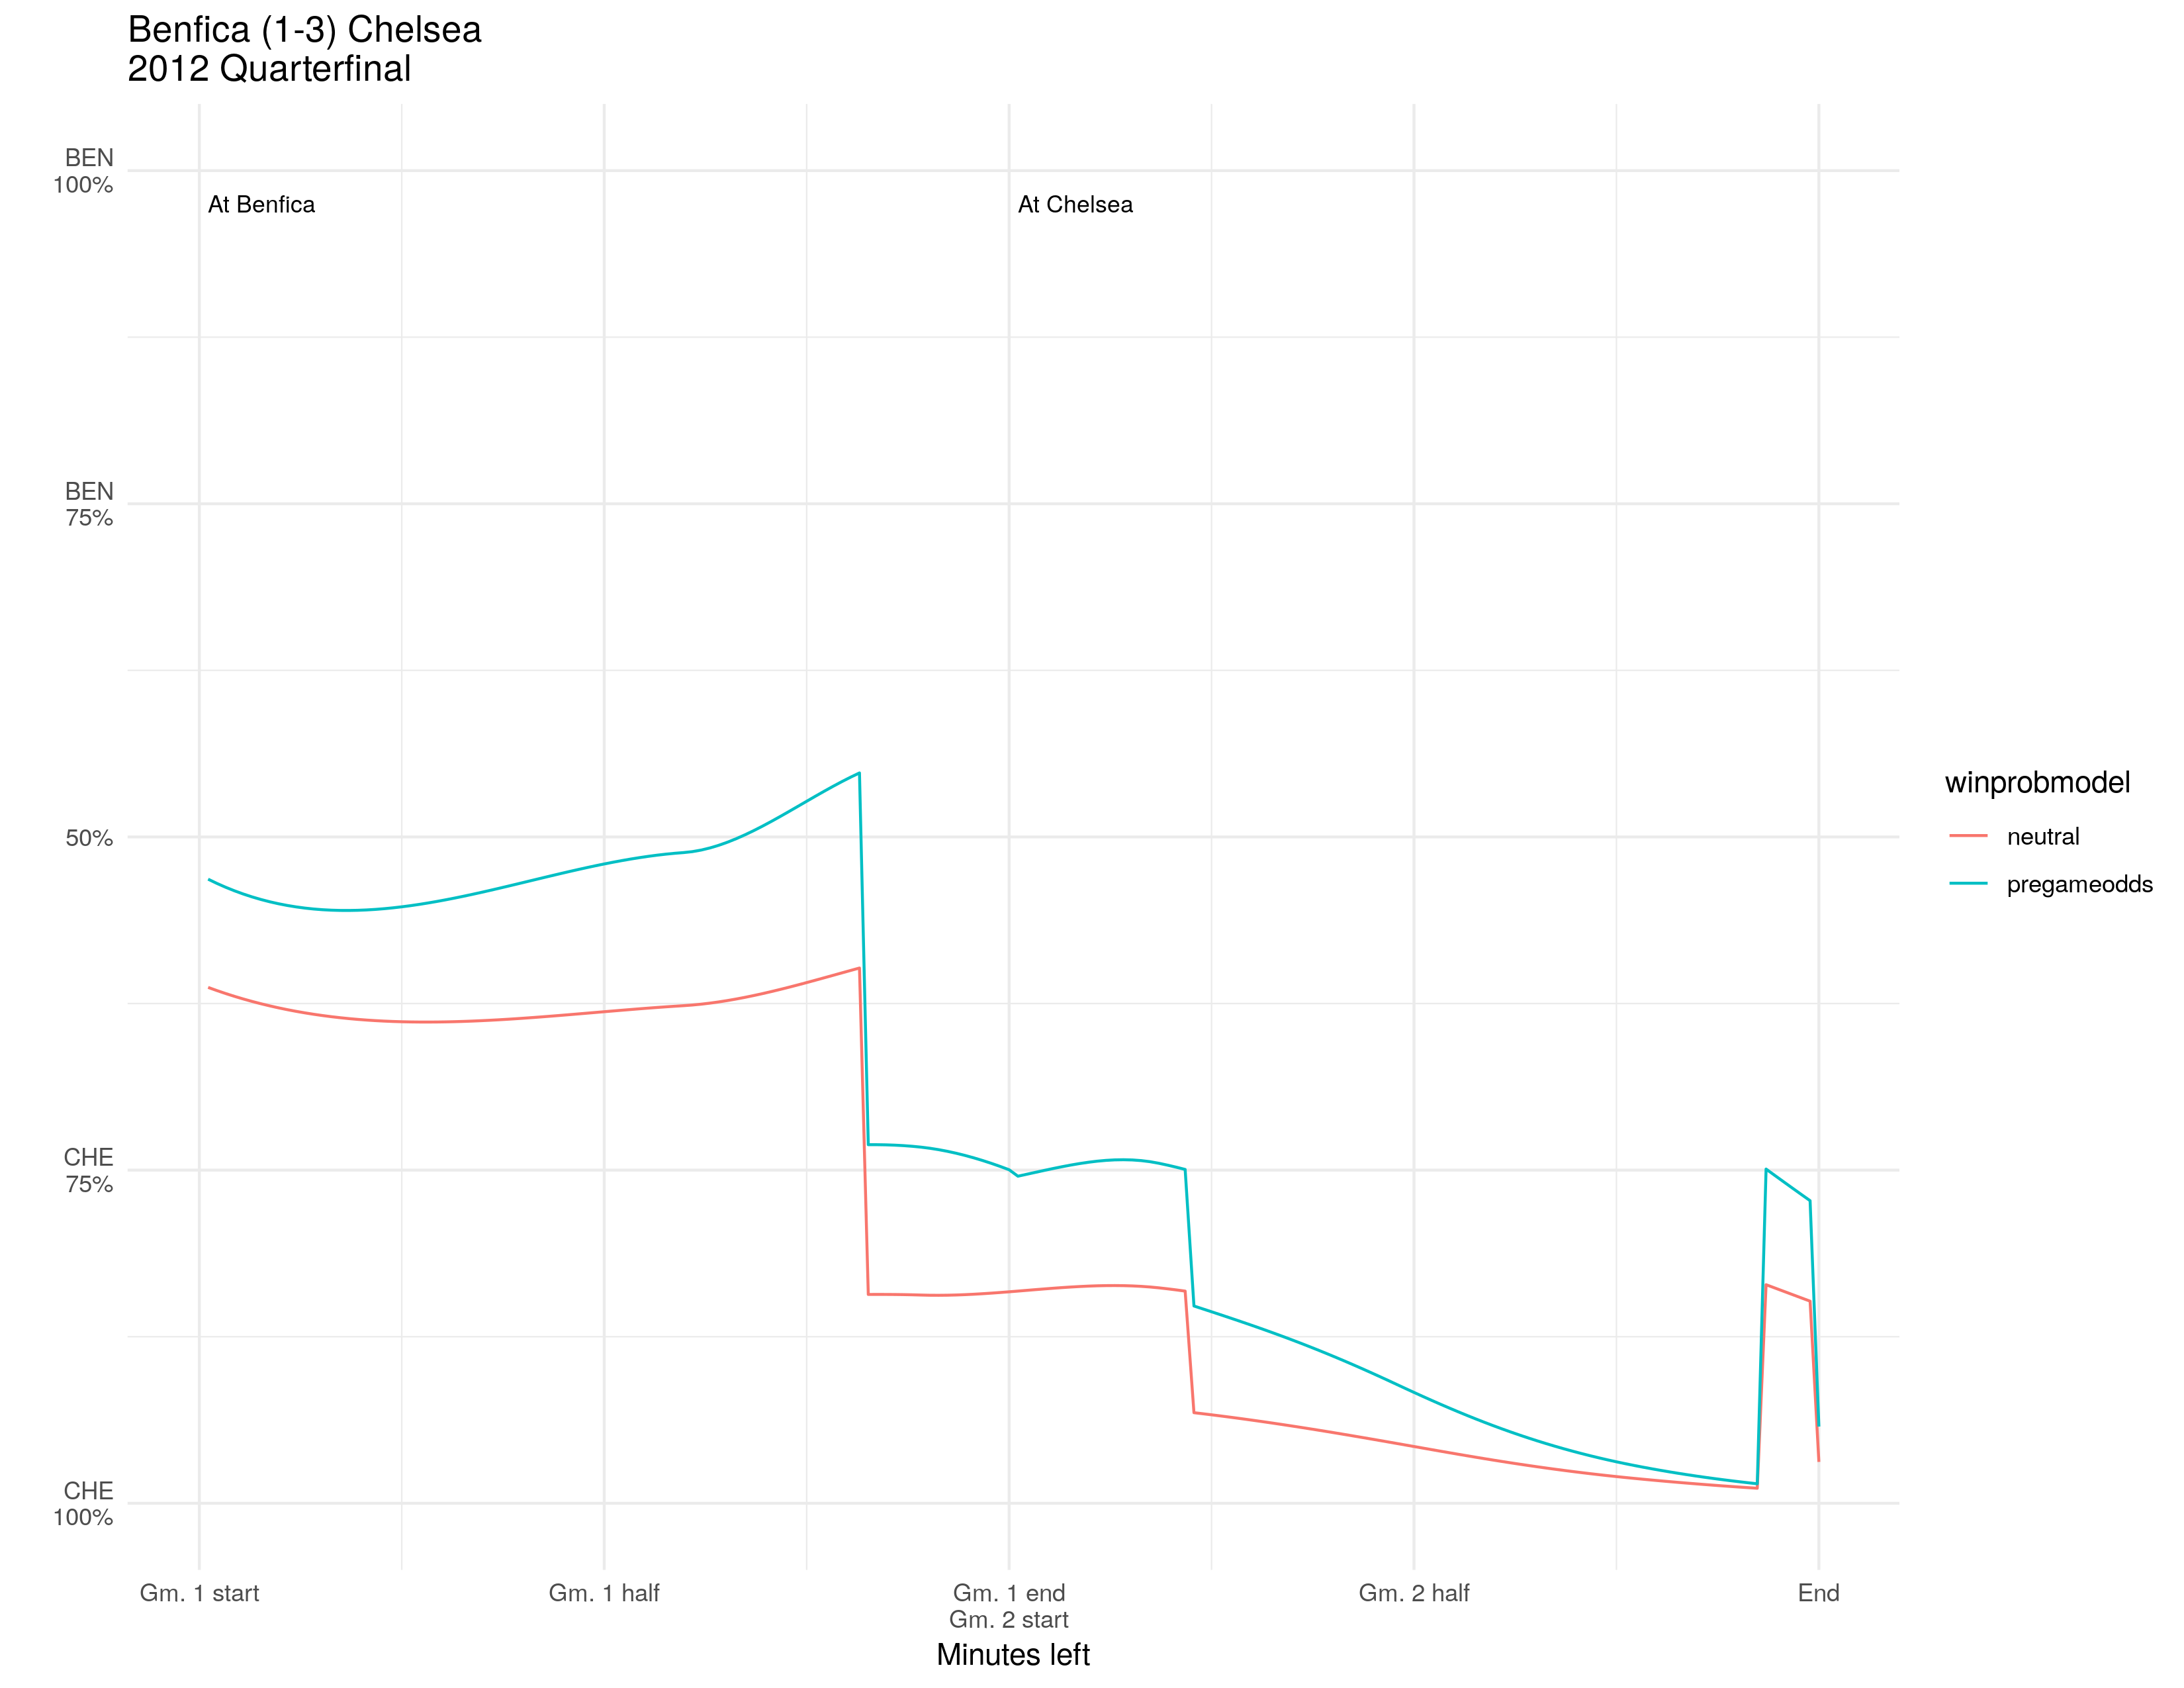 Benfica (1-3) Chelsea
2012 Quarterfinal
BEN
100%
At Benfica
At Chelsea
BEN
75%
50%
CHE
75%
CHE
100%
winprobmodel
neutral
pregameodds
Gm. 1 start
Gm. 1 half
Gm. 1 end
Gm. 2 start
Gm. 2 half
End
Minutes left